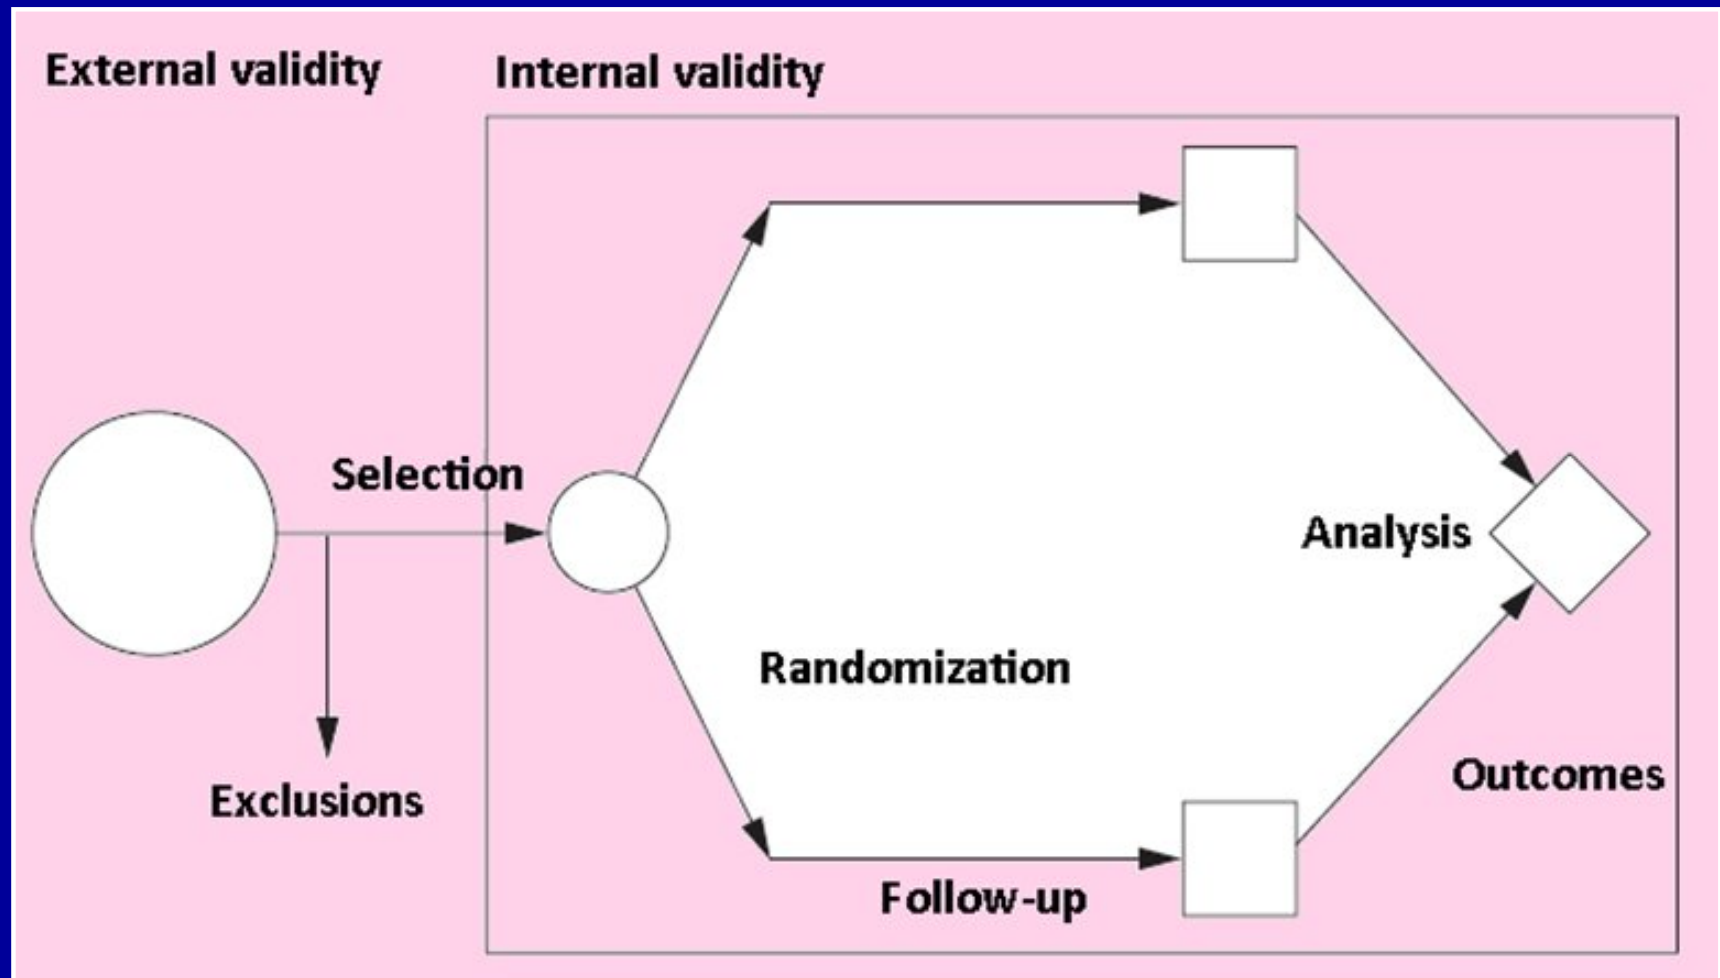 External validity
Internal validity
Selection
Analysis
Randomization
Outcomes
Exclusions
Follow-up